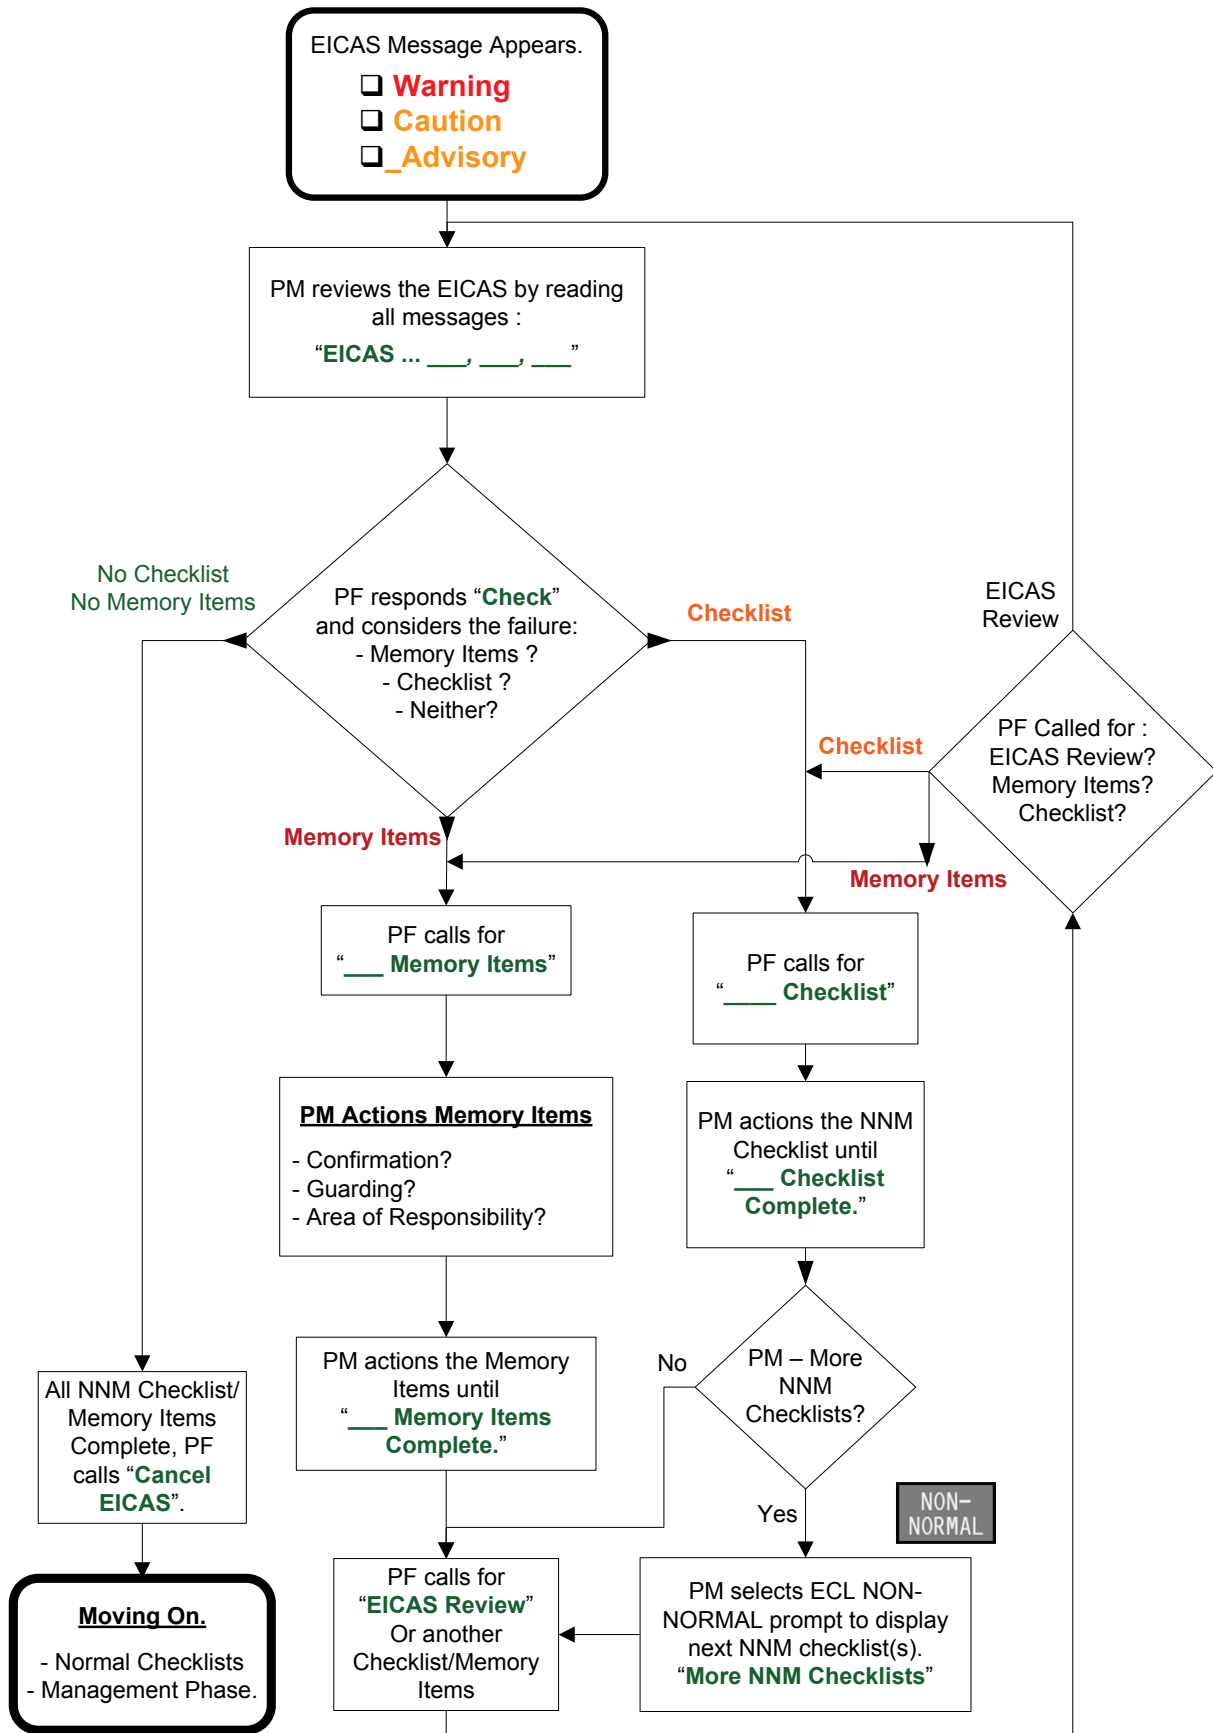 EICAS Message Appears.
❑ Warning
❑ Caution
❑_Advisory
PM reviews the EICAS by reading
all messages :
“EICAS ... ___, ___, ___”
No Checklist
No Memory Items
PF responds “Check”
and considers the failure:
- Memory Items ?
- Checklist ?
- Neither?
Checklist
EICAS
Review
Checklist
PF Called for :
EICAS Review?
Memory Items?
Checklist?
Memory Items
Memory Items
PF calls for
“___ Memory Items”
PF calls for
“____ Checklist”
PM Actions Memory Items
- Confirmation?
- Guarding?
- Area of Responsibility?
PM actions the NNM
Checklist until
“___ Checklist
Complete.”
PM actions the Memory
Items until
“___ Memory Items
Complete.”
No
PM – More
NNM
Checklists?
All NNM Checklist/
Memory Items
Complete, PF
calls “Cancel
EICAS”.
Yes
NON-
NORMAL
PF calls for
“EICAS Review”
Or another
Checklist/Memory
Items
PM selects ECL NON-
NORMAL prompt to display
next NNM checklist(s).
“More NNM Checklists”
Moving On.
- Normal Checklists
- Management Phase.